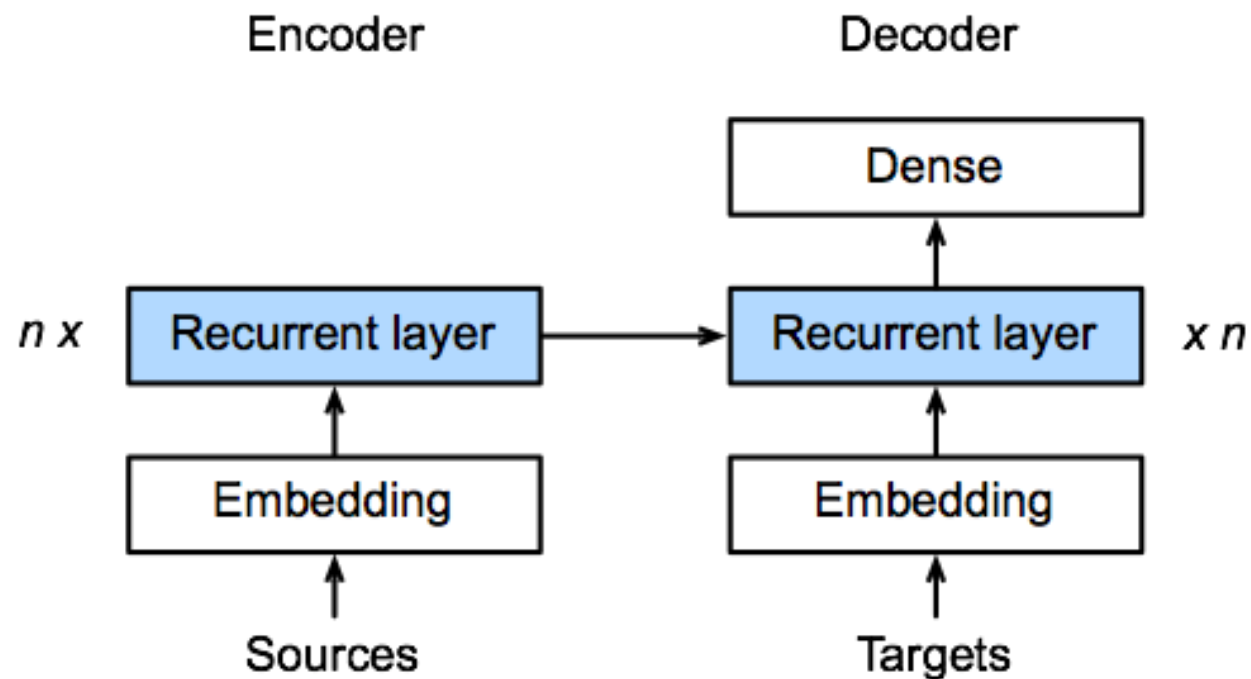 Encoder
Decoder
Dense
n x
Recurrent layer
Recurrent layer
x n
Embedding
Embedding
Sources
Targets